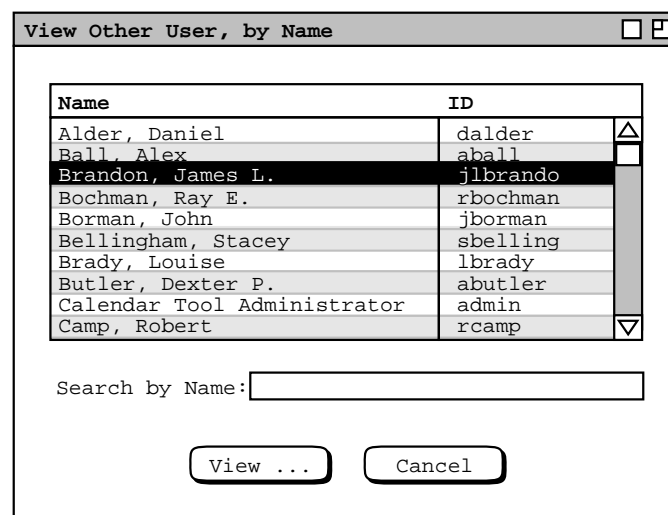 View Other User, by Name
Name ID
Alder, Daniel dalder
Ball, Alex aball
Brandon, James L. jlbrando
Bochman, Ray E. rbochman
Borman, John jborman
Bellingham, Stacey sbelling
Brady, Louise lbrady
Butler, Dexter P. abutler
Calendar Tool Administrator admin
Camp, Robert rcamp
Search by Name:
View ... Cancel